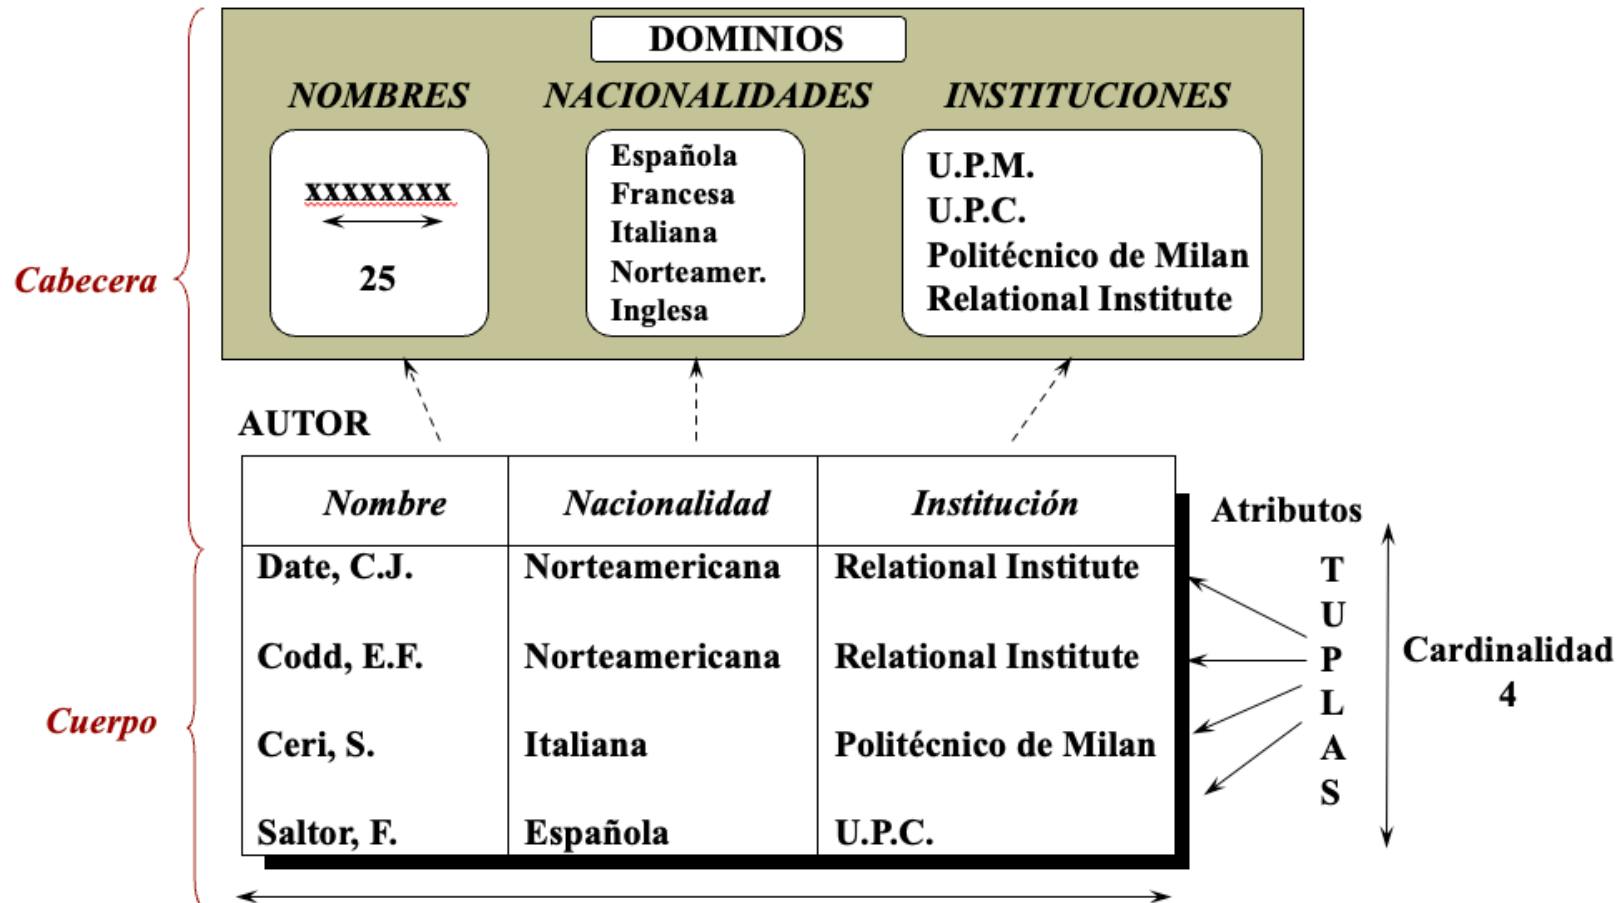 DOMINIOS
NOMBRES NACIONALIDADES INSTITUCIONES
xxxxxxxx
25
Española
Francesa
Italiana
Norteamer.
Inglesa
U.P.M.
U.P.C.
Politécnico de Milan
Relational Institute
Cabecera
AUTOR
Nombre Nacionalidad Institución
Atributos
Date, C.J. Norteamericana Relational Institute
Codd, E.F. Norteamericana Relational Institute
Ceri, S. Italiana Politécnico de Milan
Saltor, F. Española U.P.C.
Cuerpo
T
U
P
L
A
S
Cardinalidad
4